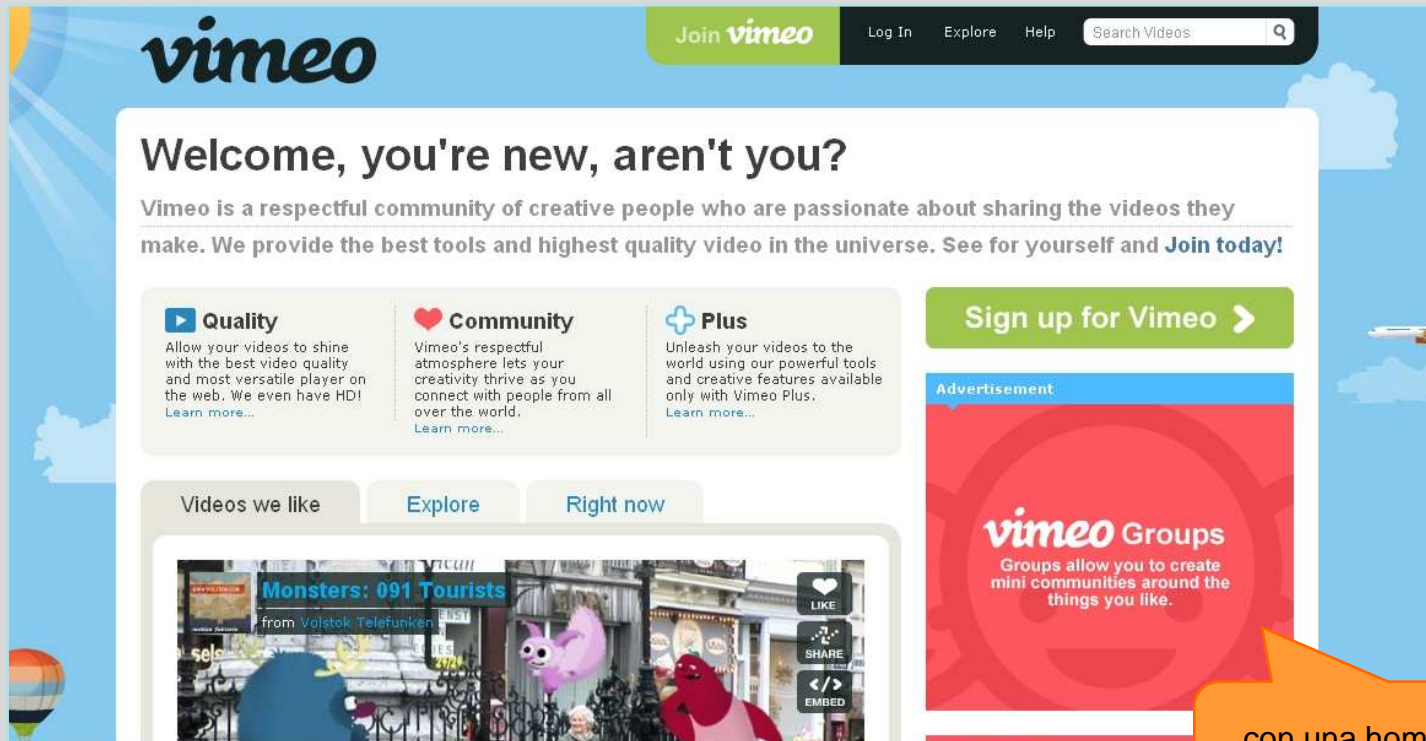 vimeo
Join vimeo
Log In
Explore
Help
Search Videos
Welcome, you're new, aren't you?
Vimeo is a respectful community of creative people who are passionate about sharing the videos they
make. We provide the best tools and highest quality video in the universe. See for yourself and Join today!
Quality
Allow your videos to shine
with the best video quality
and most versatile player on
the web. We even have HD!
Learn more...
Community
Vimeo's respectful
atmosphere lets your
creativity thrive as you
connect with people from all
over the world.
Learn more...
Plus
Unleash your videos to the
world using our powerful tools
and creative features available
only with Vimeo Plus.
Learn more...
Sign up for Vimeo
Advertisement
vimeo Groups
Groups allow you to create
mini communities around the
things you like.
Videos we like
Explore
Right now
Monsters: 091 Tourists
from Volstok Telefunken
LIKE
SHARE
EMBED
con una hom